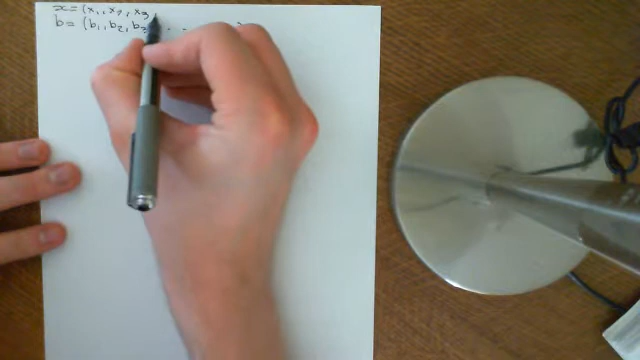 x = (x₁, x₂, x₃,
b = (b₁, b₂, b₃